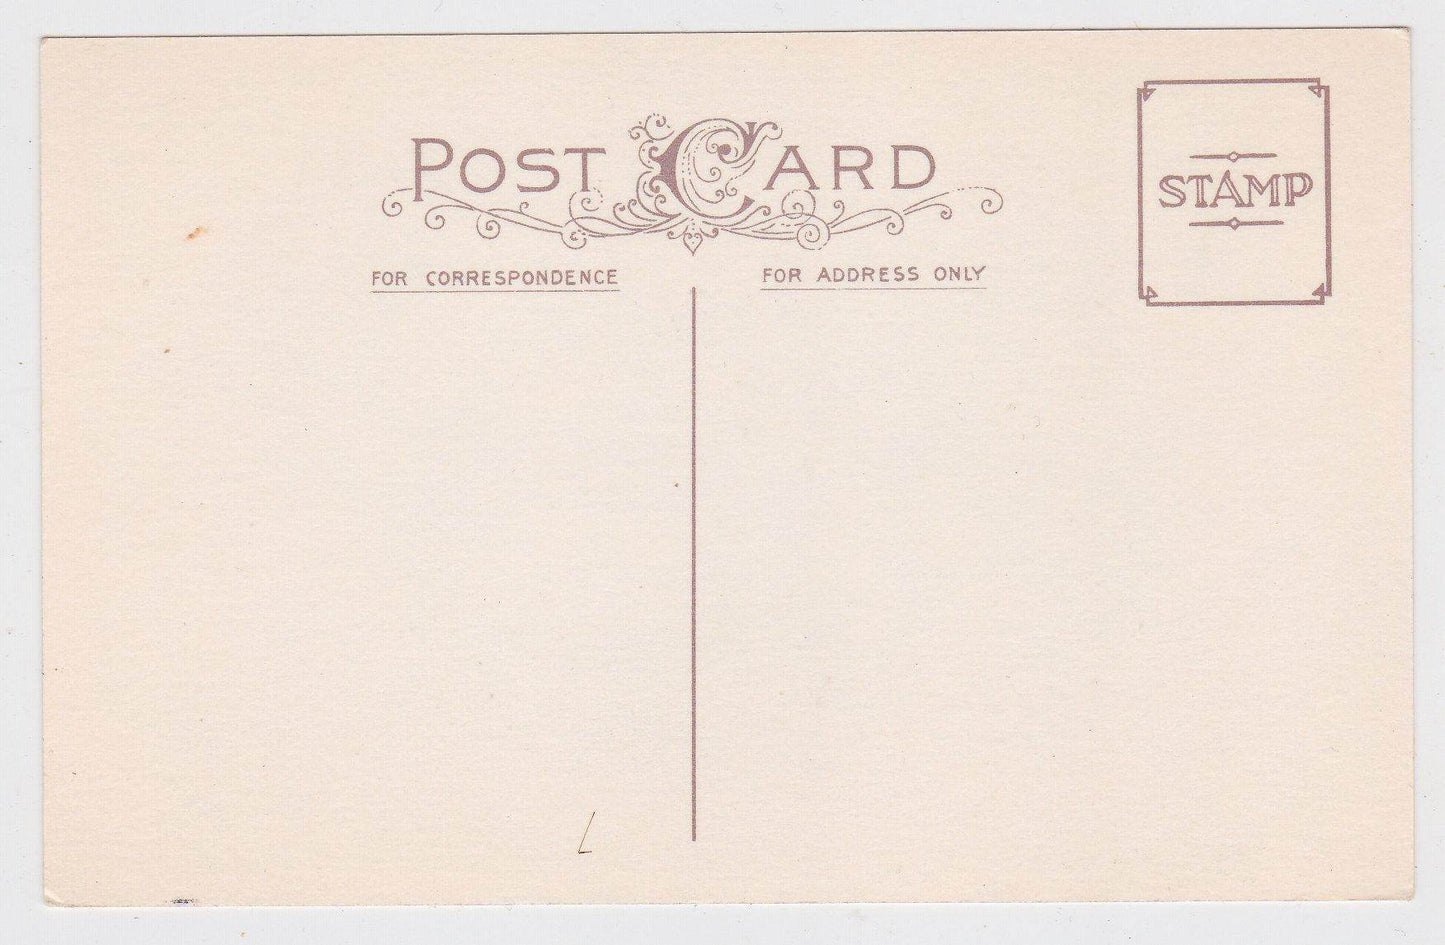 POST CARD
STAMP
FOR CORRESPONDENCE
FOR ADDRESS ONLY